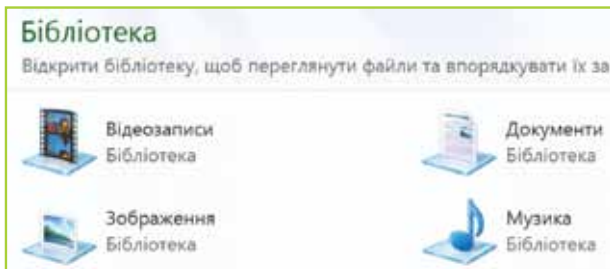 Бібліотека
Відкрити бібліотеку, щоб переглянути файли та впорядкувати їх за
Відеозаписи
Бібліотека
Документи
Бібліотека
Зображення
Бібліотека
Музика
Бібліотека